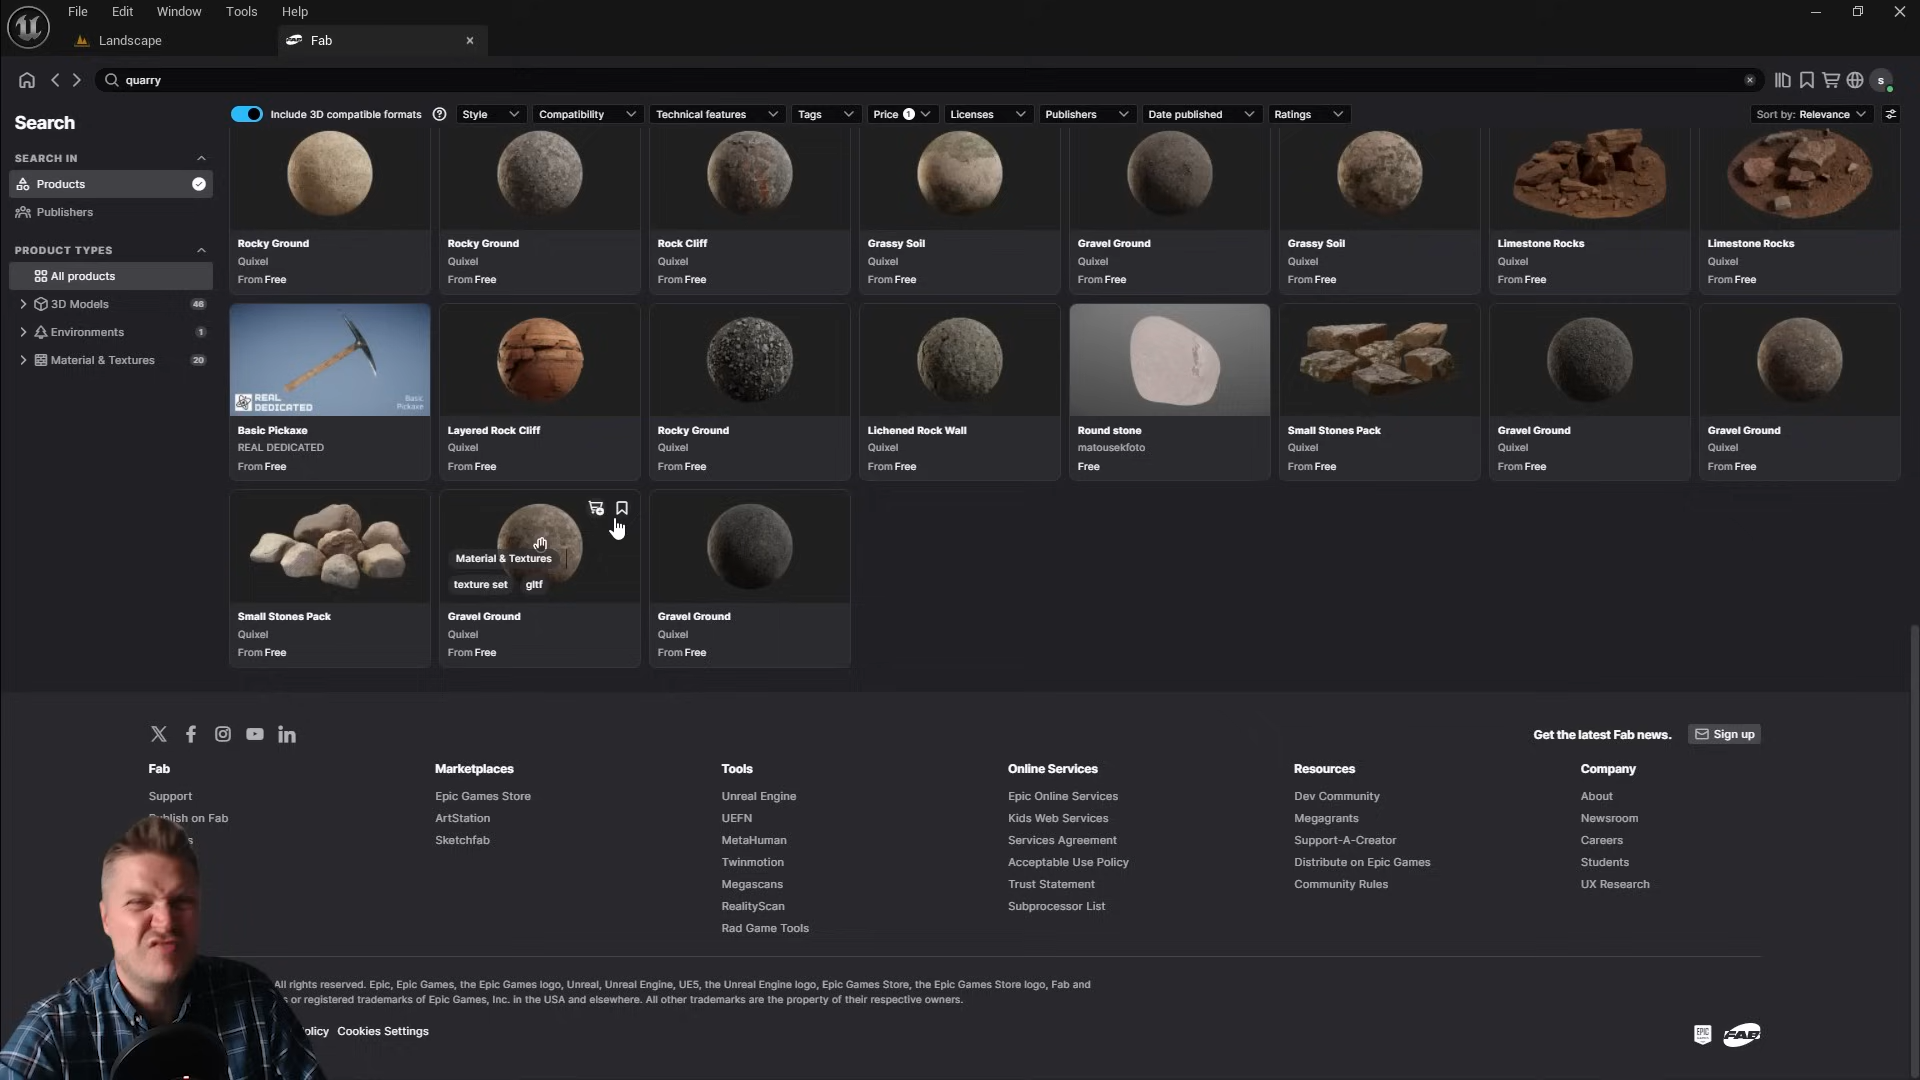 File Edit Window Tools Help
Landscape
Fab
quarry
s
Search
Include 3D compatible formats
Style
Compatibility
Technical features
Tags
Price 1
Licenses
Publishers
Date published
Ratings
Sort by: Relevance
SEARCH IN
Products
Publishers
PRODUCT TYPES
All products
3D Models 46
Environments 1
Material & Textures 20
Rocky Ground
Quixel
From Free
Rocky Ground
Quixel
From Free
Rock Cliff
Quixel
From Free
Grassy Soil
Quixel
From Free
Gravel Ground
Quixel
From Free
Grassy Soil
Quixel
From Free
Limestone Rocks
Quixel
From Free
Limestone Rocks
Quixel
From Free
REAL
DEDICATED
Basic
Pickaxe
Basic Pickaxe
REAL DEDICATED
From Free
Layered Rock Cliff
Quixel
From Free
Rocky Ground
Quixel
From Free
Lichened Rock Wall
Quixel
From Free
Round stone
matousekfoto
Free
Small Stones Pack
Quixel
From Free
Gravel Ground
Quixel
From Free
Gravel Ground
Quixel
From Free
Small Stones Pack
Quixel
From Free
Material & Textures
texture set gltf
Gravel Ground
Quixel
From Free
Gravel Ground
Quixel
From Free
Get the latest Fab news.
Sign up
Fab
Support
Publish on Fab
Marketplaces
Epic Games Store
ArtStation
Sketchfab
Tools
Unreal Engine
UEFN
MetaHuman
Twinmotion
Megascans
RealityScan
Rad Game Tools
Online Services
Epic Online Services
Kids Web Services
Services Agreement
Acceptable Use Policy
Trust Statement
Subprocessor List
Resources
Dev Community
Megagrants
Support-A-Creator
Distribute on Epic Games
Community Rules
Company
About
Newsroom
Careers
Students
UX Research
All rights reserved. Epic, Epic Games, the Epic Games logo, Unreal, Unreal Engine, UE5, the Unreal Engine logo, Epic Games Store, the Epic Games Store logo, Fab and
s or registered trademarks of Epic Games, Inc. in the USA and elsewhere. All other trademarks are the property of their respective owners.
olicy Cookies Settings
EPIC
FAB